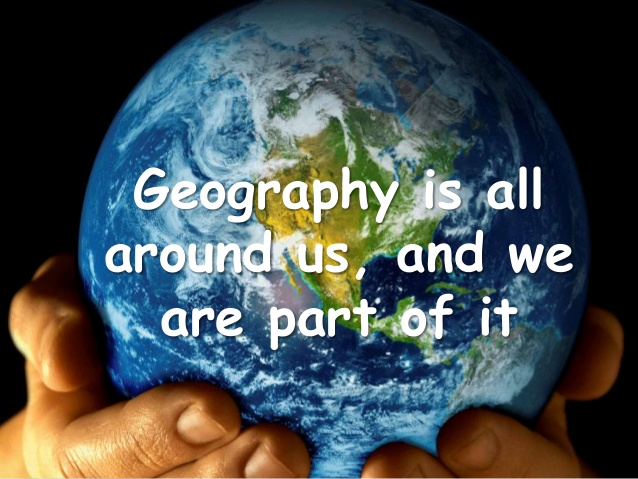 Geography is all
around us, and we
are part of it